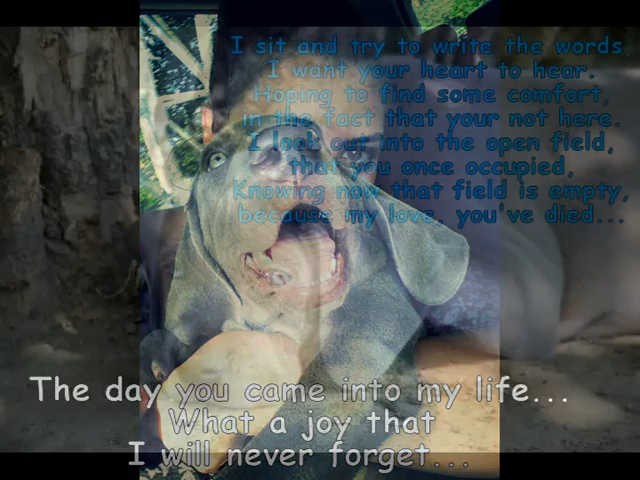 I sit and try to write the words,
I want your heart to hear.
Hoping to find some comfort,
in the fact that your not here.
I look out into the open field,
that you once occupied,
Knowing now that field is empty,
because my love, you've died...
The day you came into my life...
What a joy that
I will never forget...